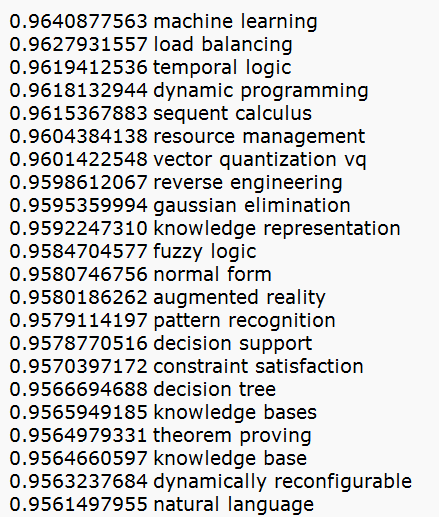 0.9640877563 machine learning
0.9627931557 load balancing
0.9619412536 temporal logic
0.9618132944 dynamic programming
0.9615367883 sequent calculus
0.9604384138 resource management
0.9601422548 vector quantization vq
0.9598612067 reverse engineering
0.9595359994 gaussian elimination
0.9592247310 knowledge representation
0.9584704577 fuzzy logic
0.9580746756 normal form
0.9580186262 augmented reality
0.9579114197 pattern recognition
0.9578770516 decision support
0.9570397172 constraint satisfaction
0.9566694688 decision tree
0.9565949185 knowledge bases
0.9564979331 theorem proving
0.9564660597 knowledge base
0.9563237684 dynamically reconfigurable
0.9561497955 natural language